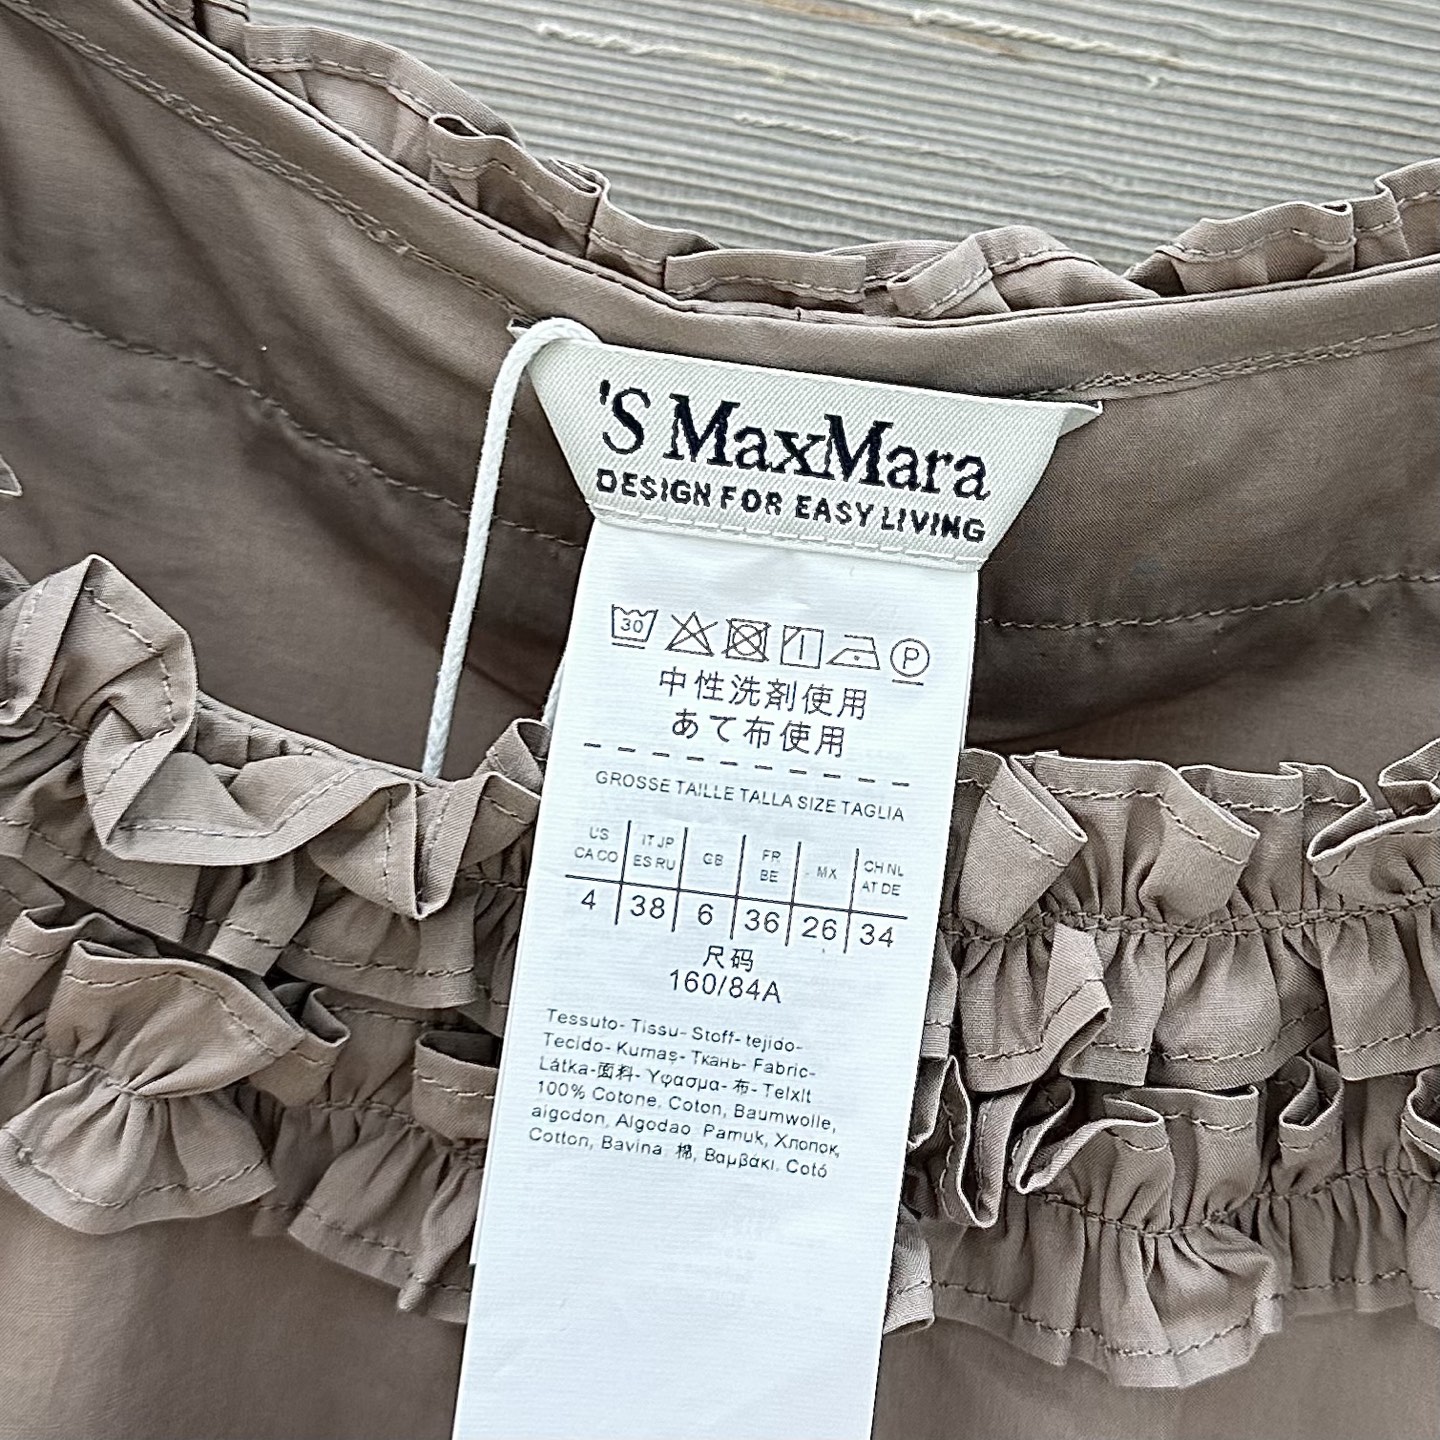 'S MaxMara
DESIGN FOR EASY LIVING
30
P
中性洗剤使用
あて布使用
GROSSE TAILLE TALLA SIZE TAGLIA
US
CA CO
IT JP
ES RU
GB
FR
BE
MX
CH NL
AT DE
4 38 6 36 26 34
尺码
160/84A
Tessuto- Tissu- Stoff- tejido-
Tecido- Kumaş- Ткань- Fabric-
Látka-面料- Υφασμα- 布- Telxlt
100% Cotone, Coton, Baumwolle,
algodon, Algodao Pamuk, Хлопок,
Cotton, Bavina 棉, Βαμβάκι, Cotó